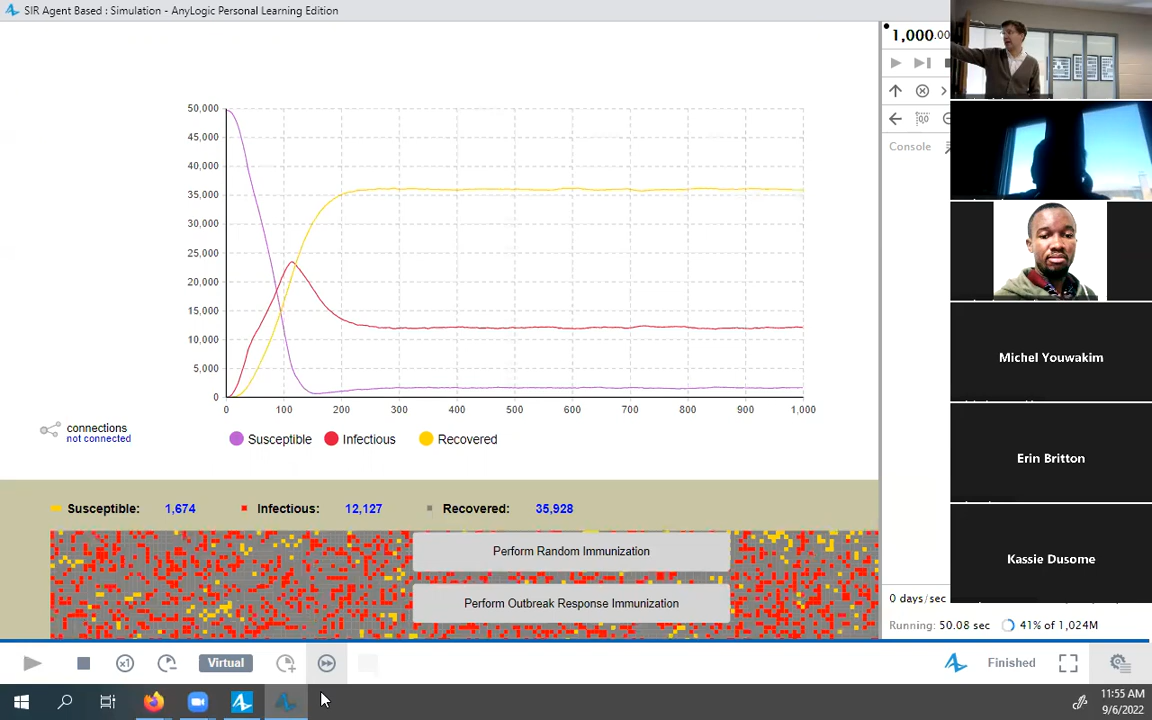 SIR Agent Based : Simulation - AnyLogic Personal Learning Edition
1,000.00
50,000
45,000
40,000
35,000
30,000
25,000
20,000
15,000
10,000
5,000
0
0 100 200 300 400 500 600 700 800 900 1,000
Susceptible Infectious Recovered
connections
not connected
Susceptible: 1,674 Infectious: 12,127 Recovered: 35,928
Perform Random Immunization
Perform Outbreak Response Immunization
Console
0 days/sec
Running: 50.08 sec 41% of 1,024M
x1 Virtual Finished
Michel Youwakim
Erin Britton
Kassie Dusome
11:55 AM
9/6/2022